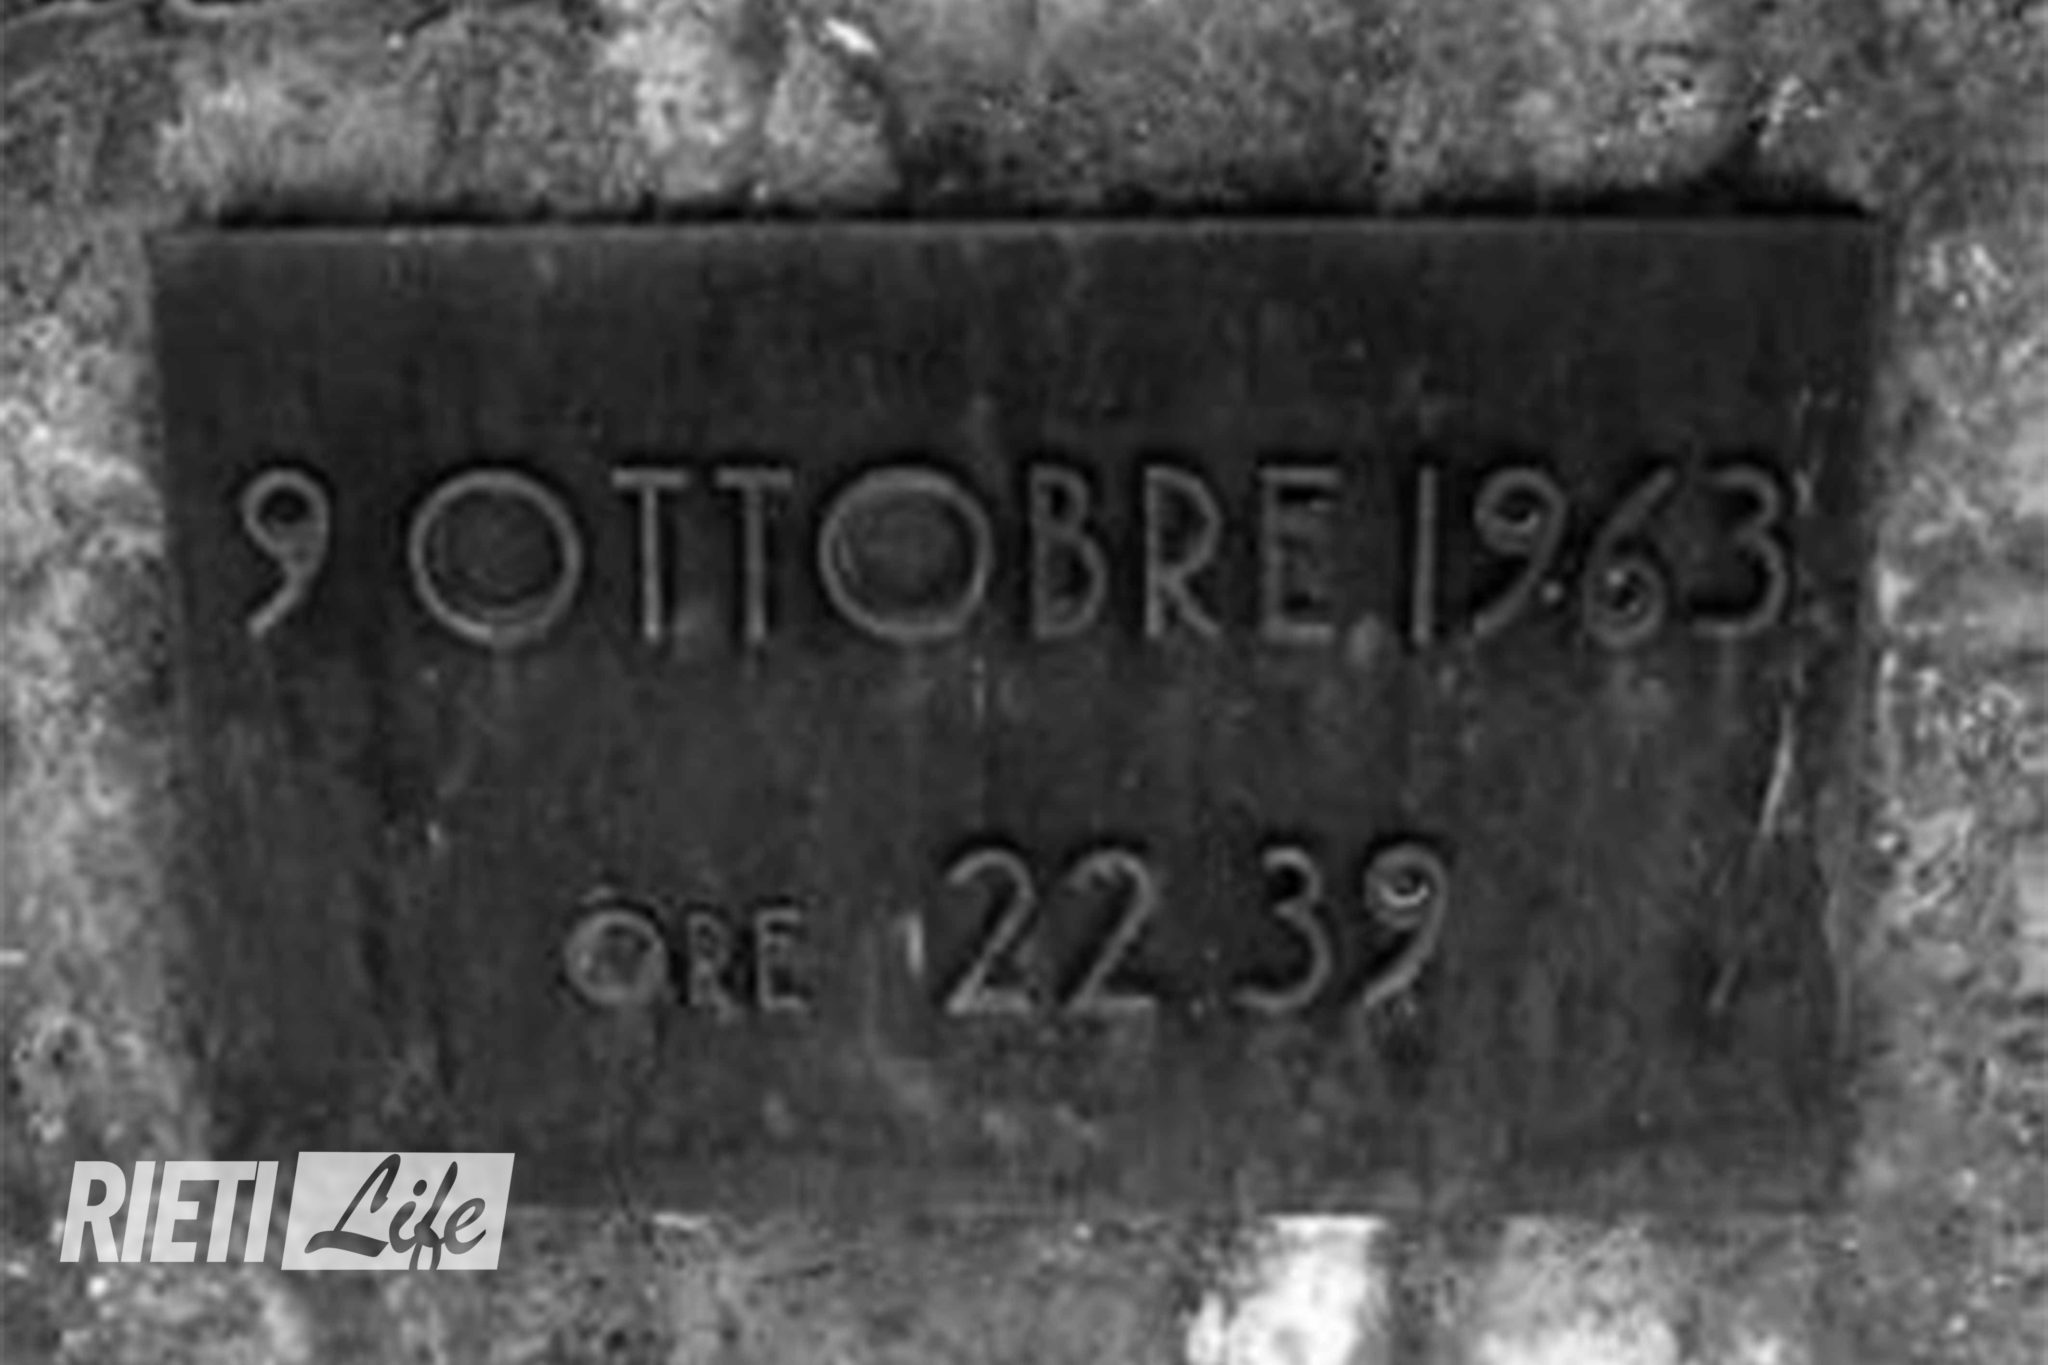 9 OTTOBRE 1963
ORE 22 39
RIETI Life